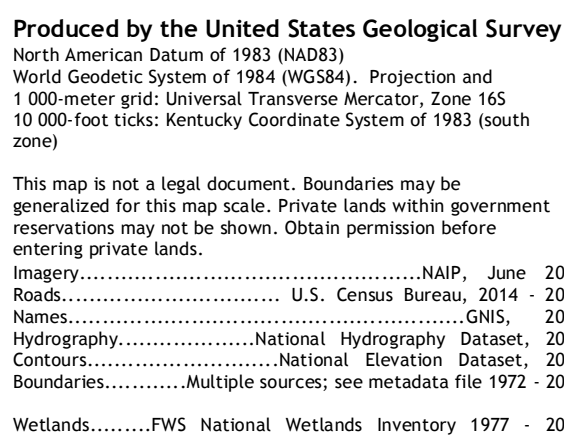 Produced by the United States Geological Survey
North American Datum of 1983 (NAD83)
World Geodetic System of 1984 (WGS84). Projection and
1 000-meter grid: Universal Transverse Mercator, Zone 16S
10 000-foot ticks: Kentucky Coordinate System of 1983 (south
zone)
This map is not a legal document. Boundaries may be
generalized for this map scale. Private lands within government
reservations may not be shown. Obtain permission before
entering private lands.
Imagery.......................................NAIP, June 20
Roads............................... U.S. Census Bureau, 2014 - 20
Names.............................................GNIS, 20
Hydrography....................National Hydrography Dataset, 20
Contours...........................National Elevation Dataset, 20
Boundaries............Multiple sources; see metadata file 1972 - 20
Wetlands.........FWS National Wetlands Inventory 1977 - 20